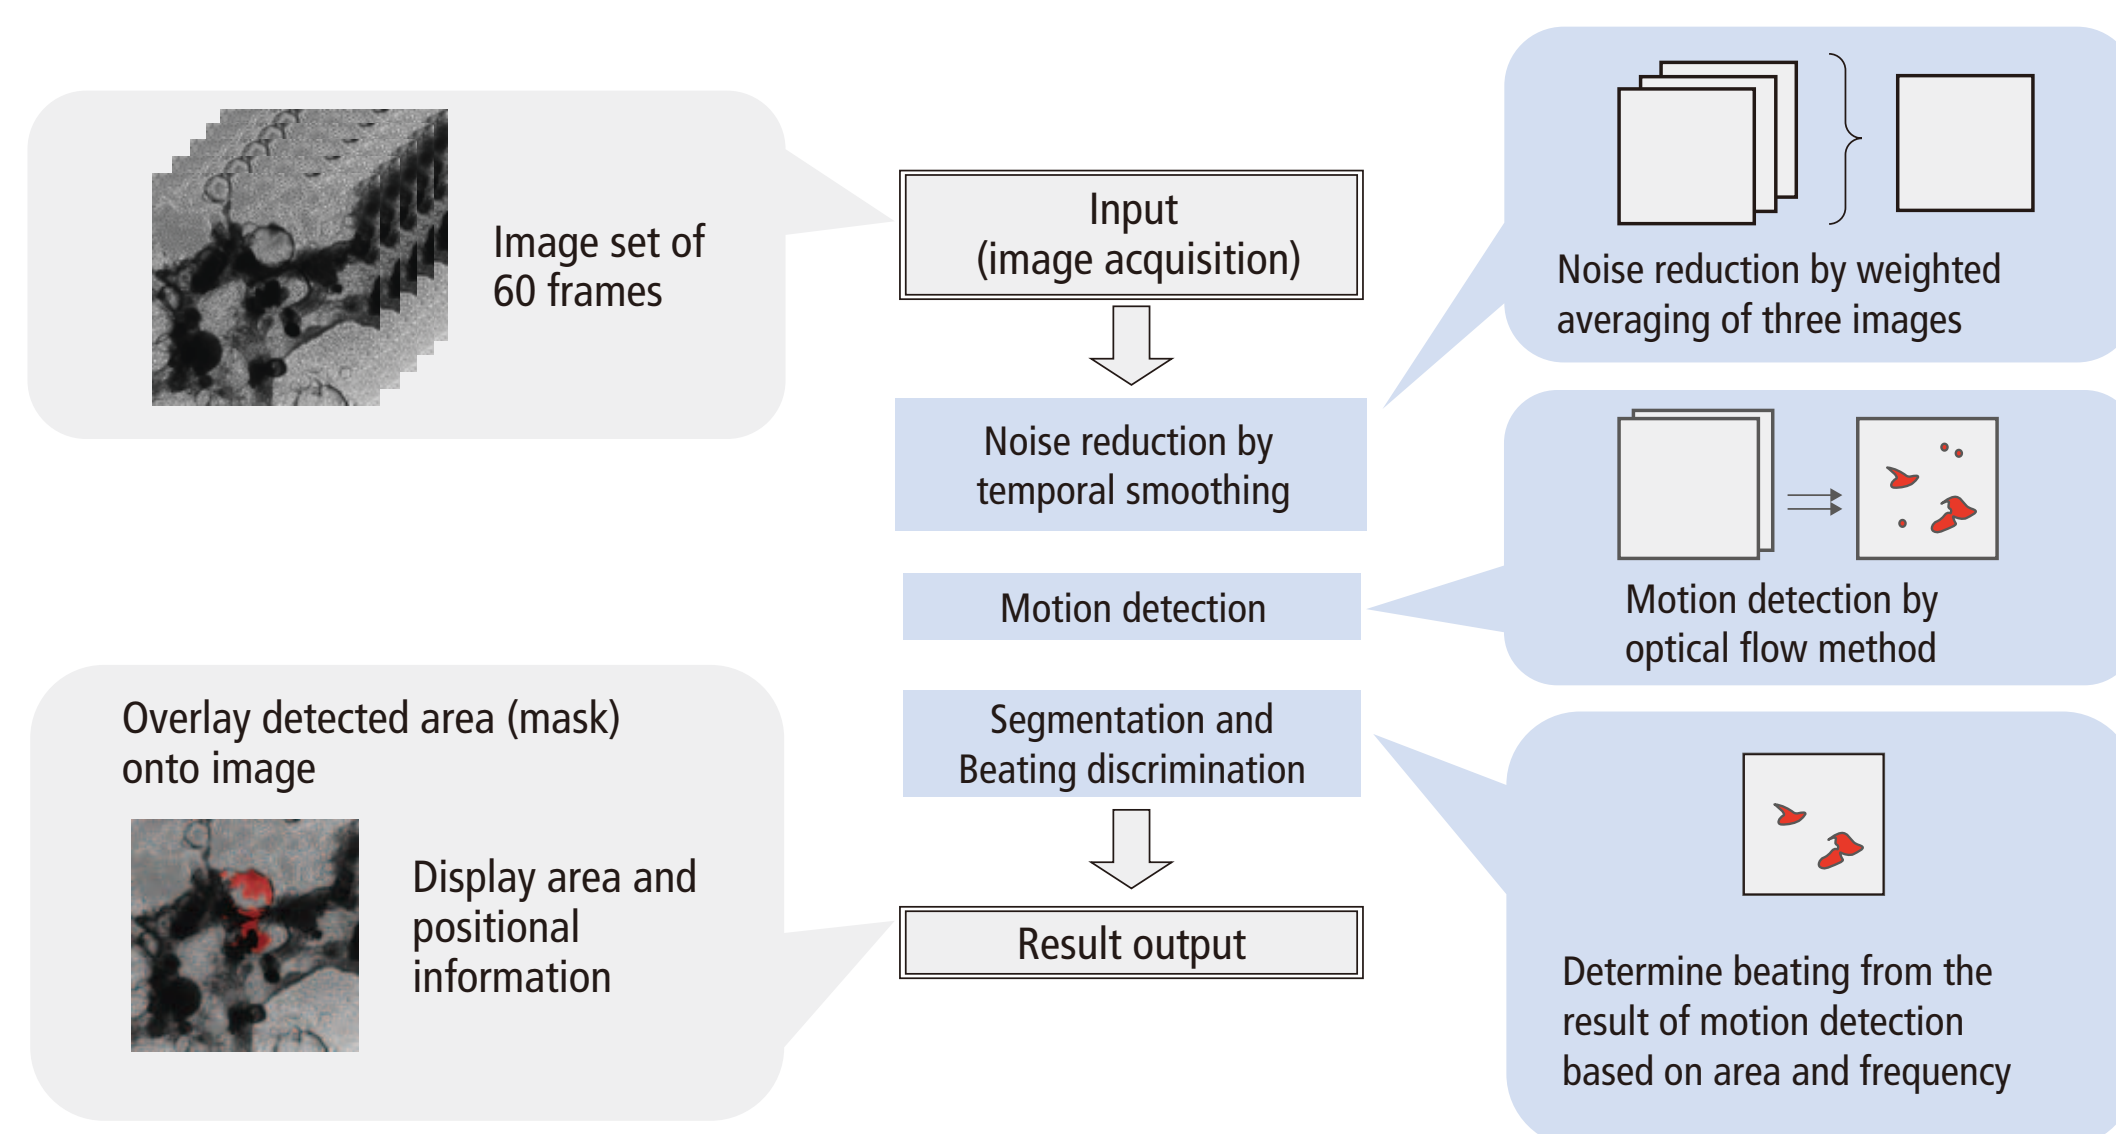 Image set of
60 frames
Input
(image acquisition)
Noise reduction by weighted
averaging of three images
Noise reduction by
temporal smoothing
Motion detection
Motion detection by
optical flow method
Segmentation and
Beating discrimination
Determine beating from the
result of motion detection
based on area and frequency
Result output
Overlay detected area (mask)
onto image
Display area and
positional
information